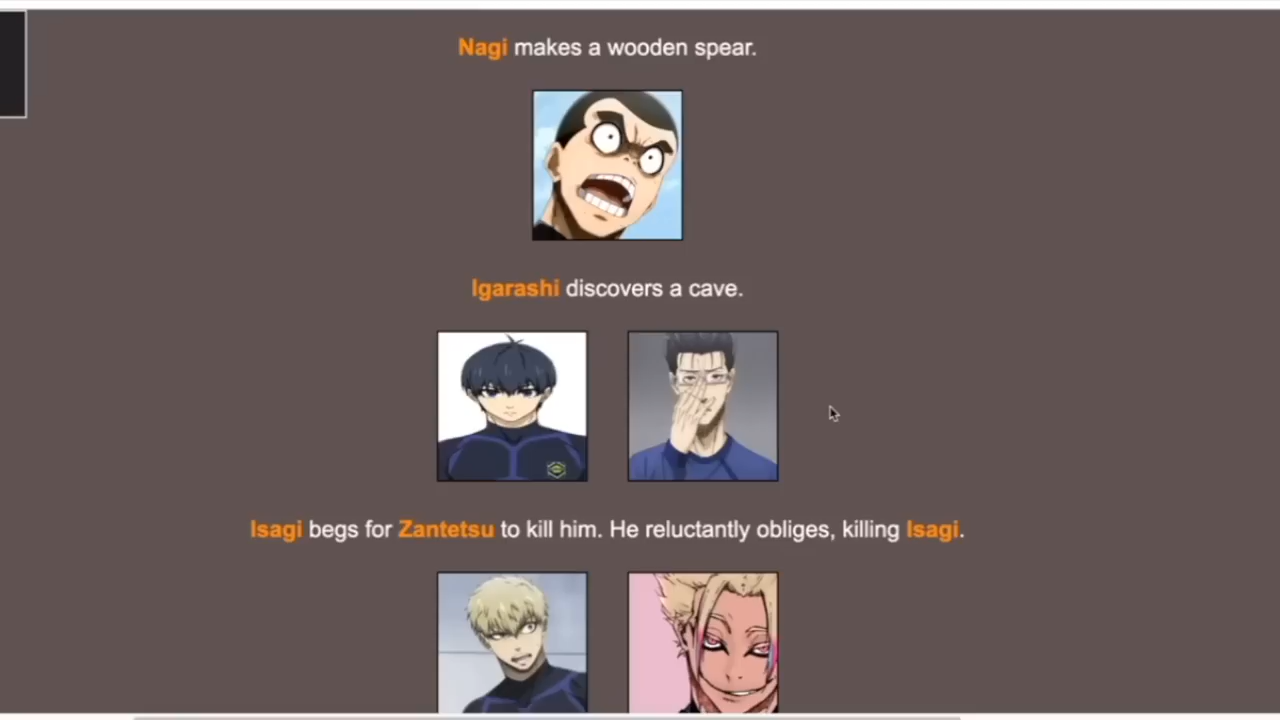 Nagi makes a wooden spear.
Igarashi discovers a cave.
Isagi begs for Zantetsu to kill him. He reluctantly obliges, killing Isagi.